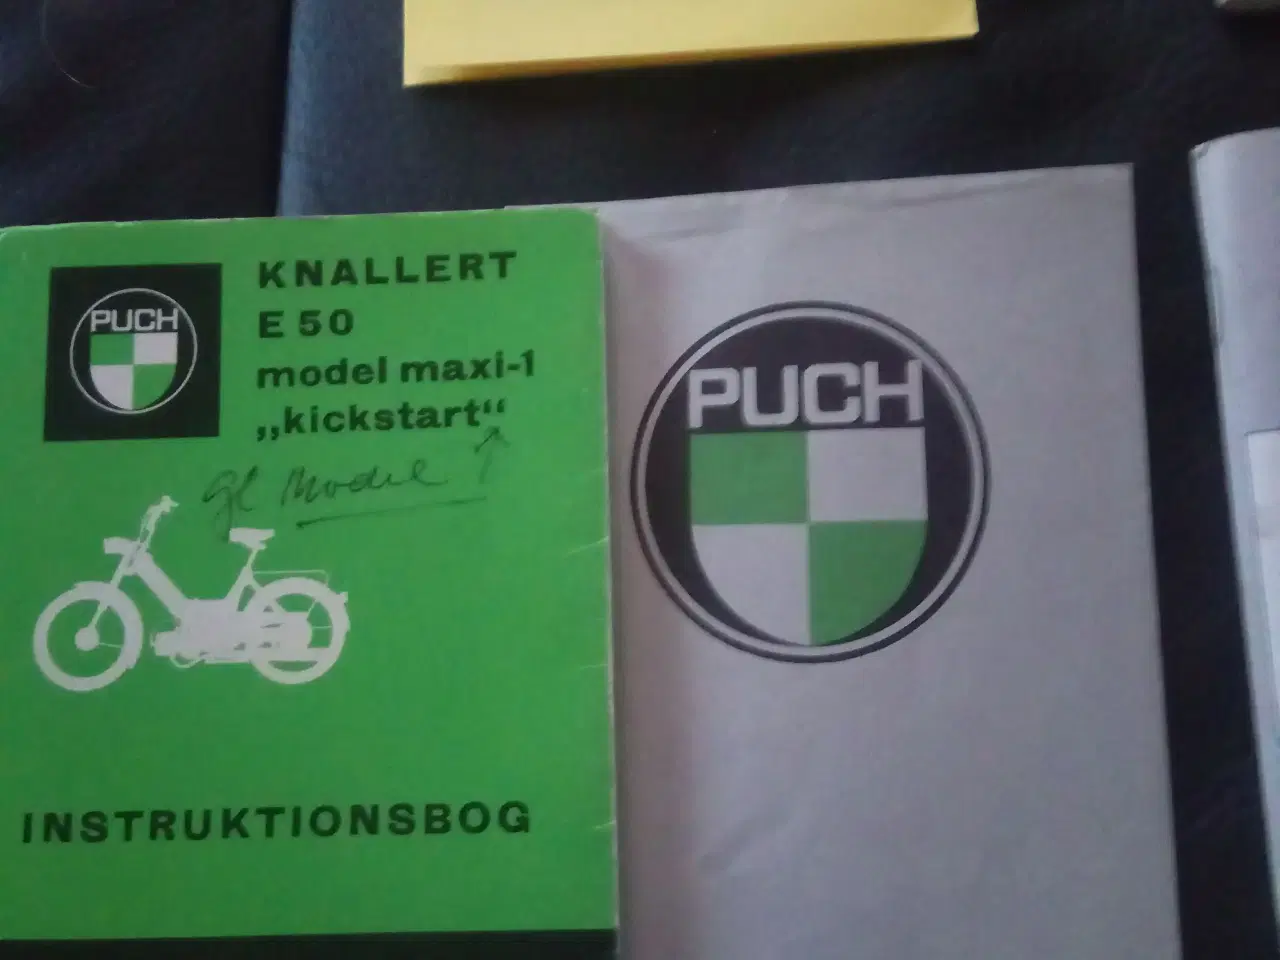 PUCH
KNALLERT
E 50
model maxi-1
„kickstart“
gl Model
INSTRUKTIONSBOG
PUCH